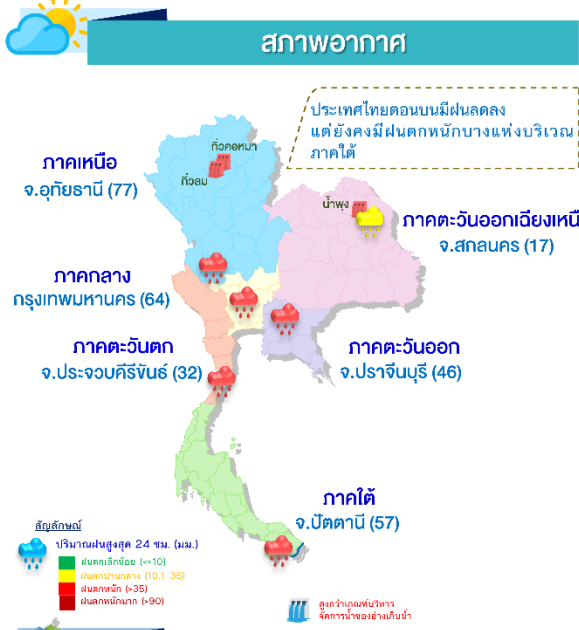 สภาพอากาศ
ประเทศไทยตอนบนมีฝนลดลง
แต่ยังคงมีฝนตกหนักบางแห่งบริเวณ
ภาคใต้
กิ่วคอหมา
กิ่วลม
ภาคเหนือ
จ.อุทัยธานี (77)
น้ำพุง
ภาคตะวันออกเฉียงเหนื
จ.สกลนคร (17)
ภาคกลาง
กรุงเทพมหานคร (64)
ภาคตะวันตก
จ.ประจวบคีรีขันธ์ (32)
ภาคตะวันออก
จ.ปราจีนบุรี (46)
ภาคใต้
จ.ปัตตานี (57)
สัญลักษณ์
ปริมาณฝนสูงสุด 24 ชม. (มม.)
ฝนตกเล็กน้อย (<=10)
ฝนตกปานกลาง (10.1-35)
ฝนตกหนัก (>35)
ฝนตกหนักมาก (>90)
สูงกว่าเกณฑ์บริหาร
จัดการน้ำของอ่างเก็บน้ำ